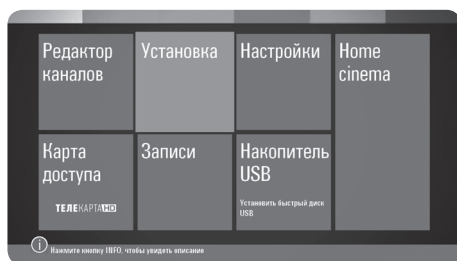 Редактор
каналов
Установка
Настройки
Home
cinema
Карта
доступа
ТЕЛЕКАРТА HD
Записи
Накопитель
USB
Установить быстрый диск
USB
Нажмите кнопку INFO, чтобы увидеть описание